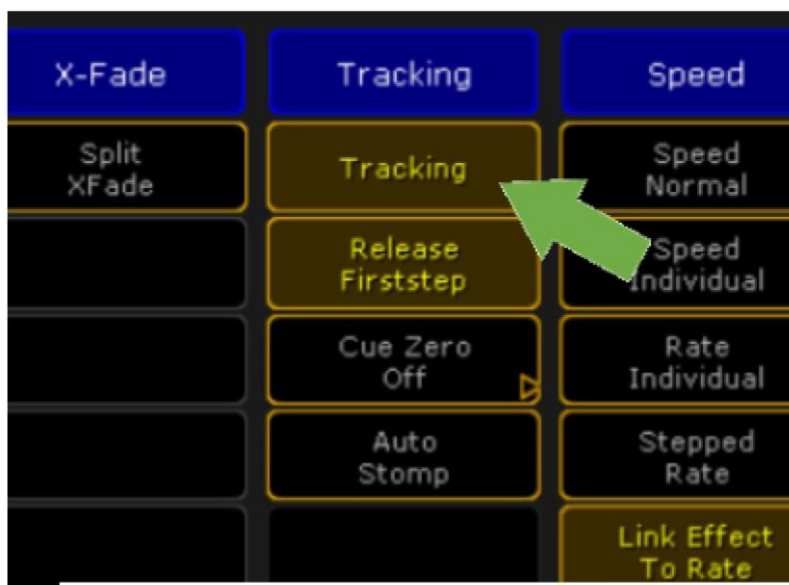 X-Fade
Tracking
Speed
Split
XFade
Tracking
Speed
Normal
Release
Firststep
Speed
Individual
Cue Zero
Off
Rate
Individual
Auto
Stomp
Stepped
Rate
Link Effect
To Rate